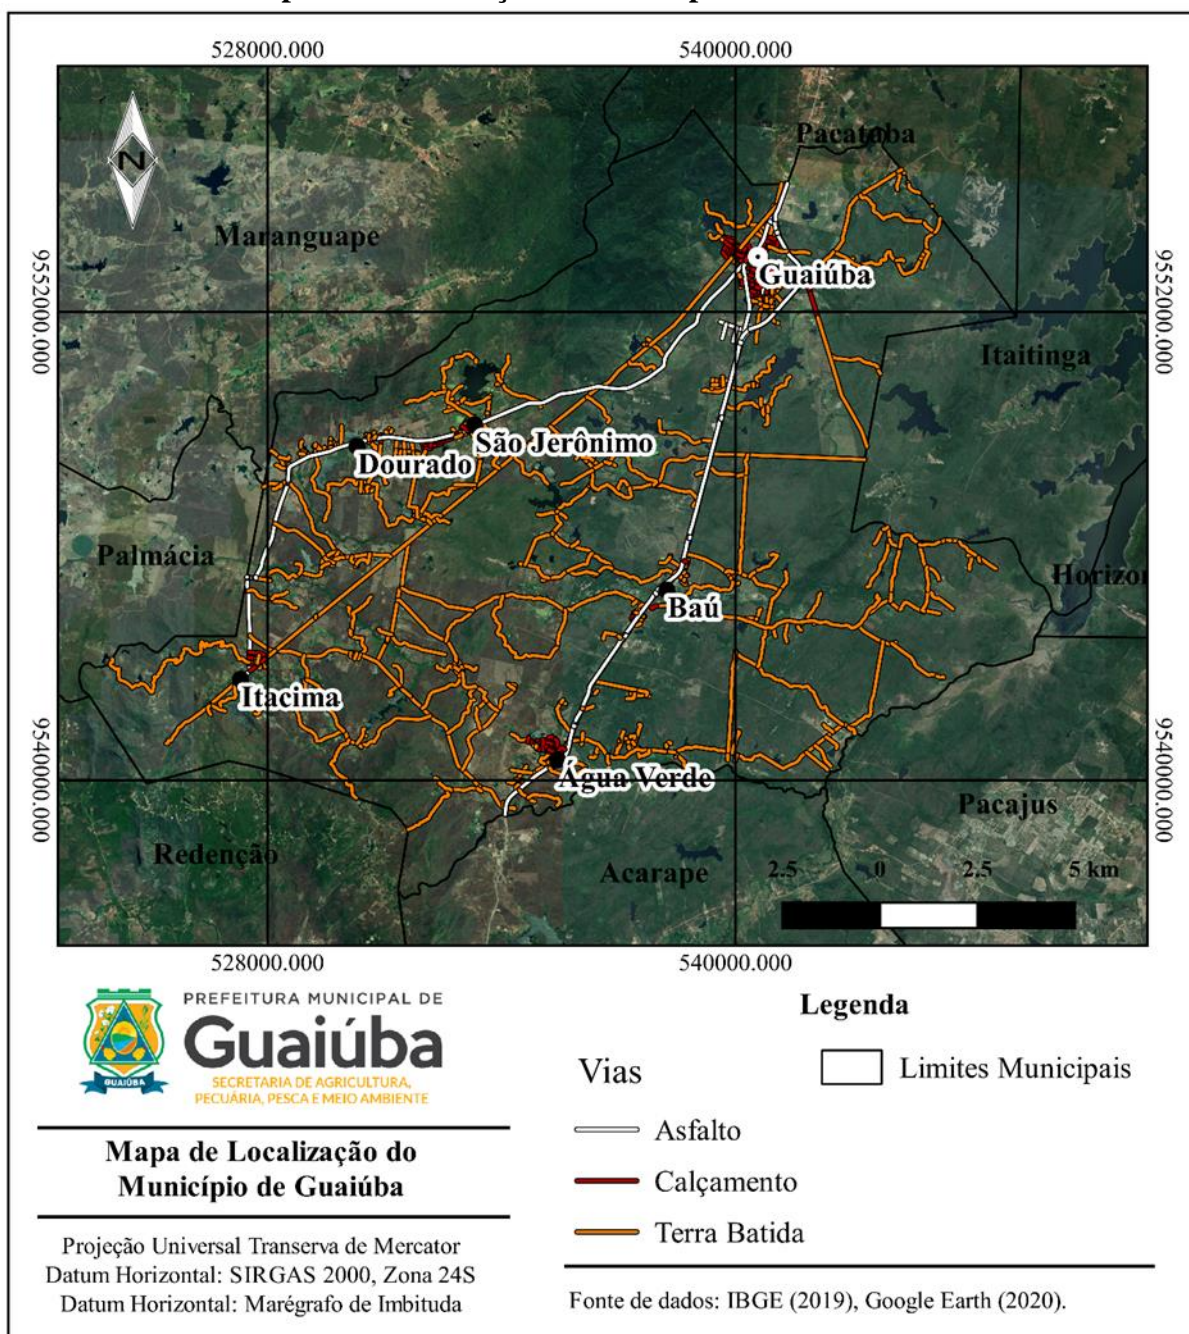 528000.000 540000.000
N
Pacatuba
Maranguape
Guaiúba
9552000.000 9552000.000
Itaitinga
São Jerônimo
Dourado
Palmácia
Horizon
Baú
Itacima
Água Verde
9540000.000 9540000.000
Pacajus
Redenção
Acarape
2.5 0 2.5 5 km
528000.000 540000.000
PREFEITURA MUNICIPAL DE
Guaiúba
SECRETARIA DE AGRICULTURA,
PECUÁRIA, PESCA E MEIO AMBIENTE
GUAIÚBA
Mapa de Localização do
Município de Guaiúba
Projeção Universal Transerva de Mercator
Datum Horizontal: SIRGAS 2000, Zona 24S
Datum Horizontal: Marégrafo de Imbituda
Legenda
Vias
Limites Municipais
Asfalto
Calçamento
Terra Batida
Fonte de dados: IBGE (2019), Google Earth (2020).